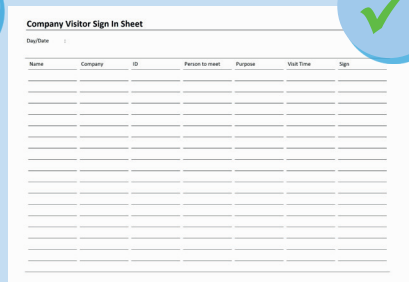 Company Visitor Sign In Sheet
Day/Date :
Name Company ID Person to meet Purpose Visit Time Sign